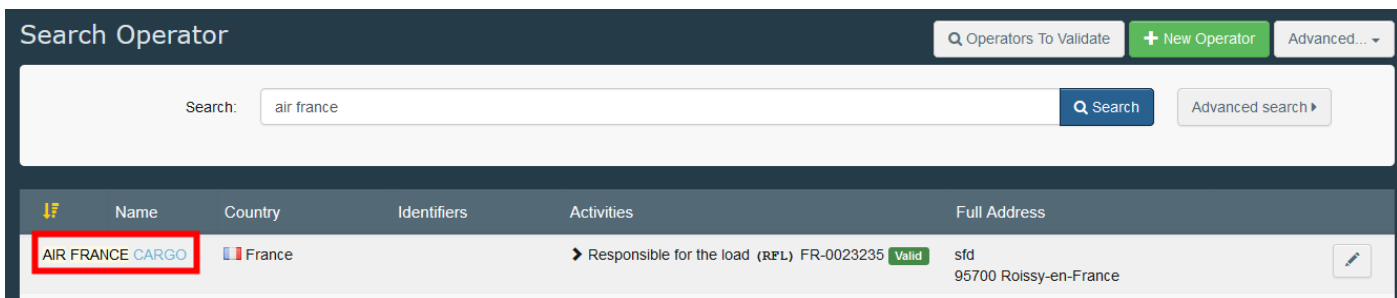 Search Operator
Operators To Validate
New Operator
Advanced...
Search:
air france
Search
Advanced search
Name Country Identifiers Activities Full Address
AIR FRANCE CARGO France Responsible for the load (RFL) FR-0023235 Valid sfd
95700 Roissy-en-France